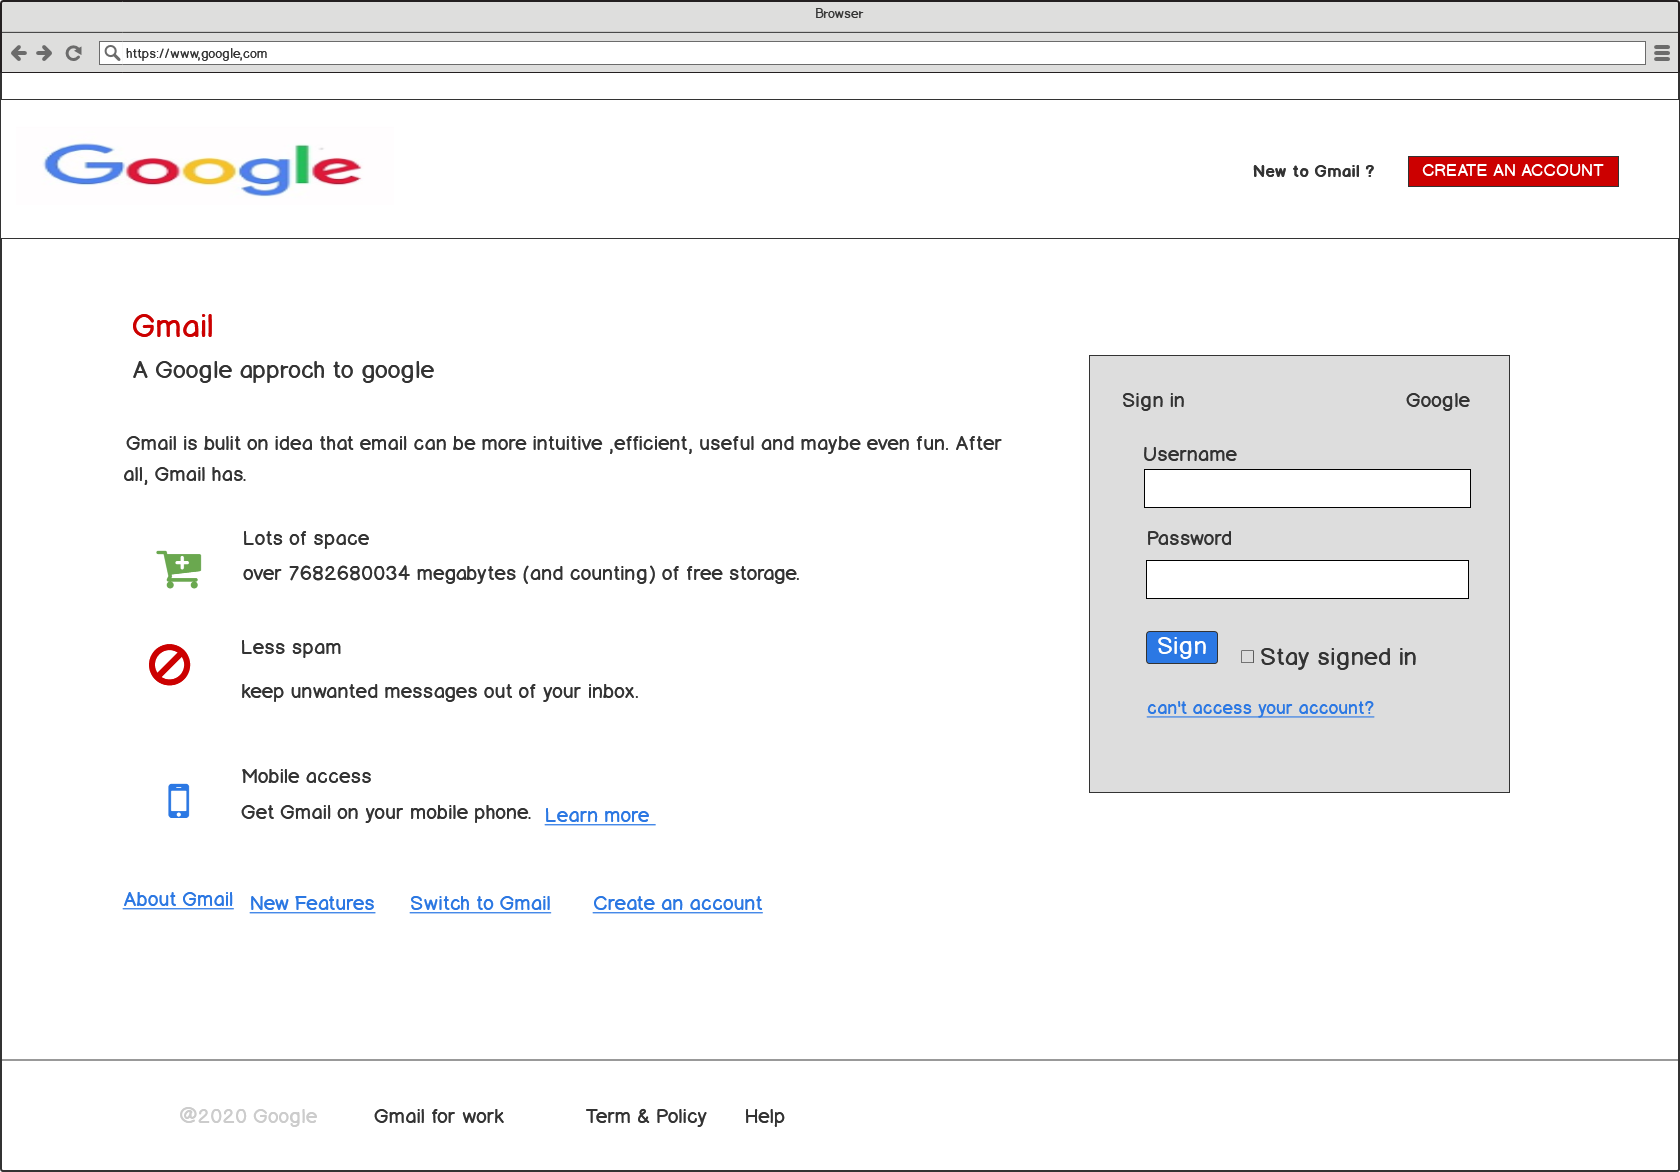 Browser
https://www.google.com
Google
New to Gmail ?
CREATE AN ACCOUNT
Gmail
A Google approch to google
Gmail is bulit on idea that email can be more intuitive ,efficient, useful and maybe even fun. After
all, Gmail has.
Lots of space
over 7682680034 megabytes (and counting) of free storage.
Less spam
keep unwanted messages out of your inbox.
Mobile access
Get Gmail on your mobile phone. Learn more
About Gmail New Features Switch to Gmail Create an account
Sign in Google
Username
Password
Sign Stay signed in
can't access your account?
@2020 Google Gmail for work Term & Policy Help